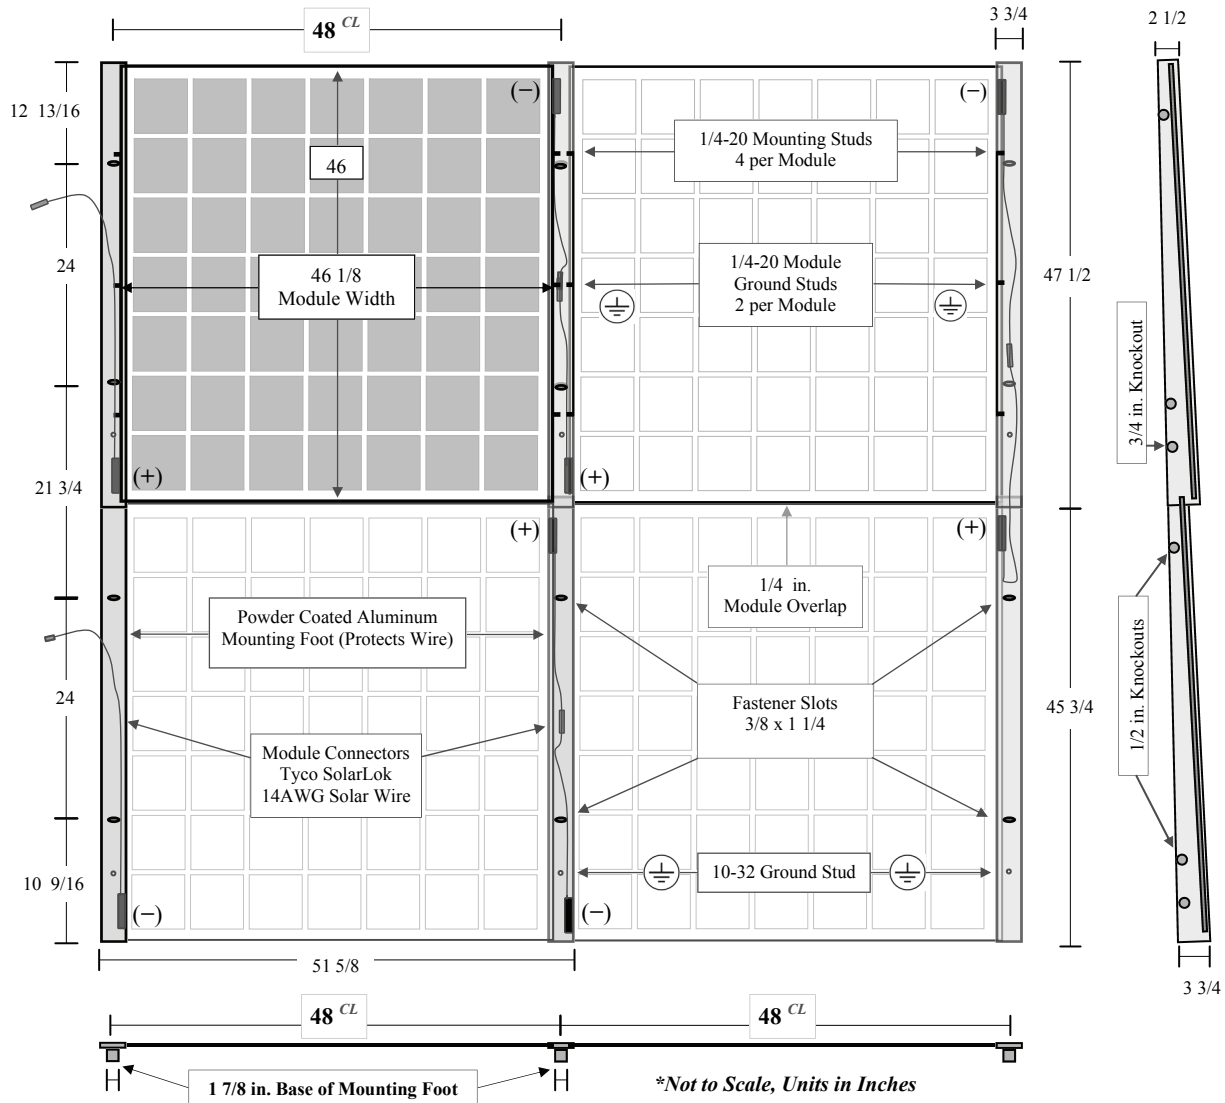 48 CL
3 3/4
2 1/2
12 13/16
(−)
(−)
46
1/4-20 Mounting Studs
4 per Module
24
46 1/8
Module Width
1/4-20 Module
Ground Studs
2 per Module
47 1/2
3/4 in. Knockout
21 3/4
(+)
(+)
(+)
(+)
1/4 in.
Module Overlap
Powder Coated Aluminum
Mounting Foot (Protects Wire)
24
Fastener Slots
3/8 x 1 1/4
45 3/4
1/2 in. Knockouts
Module Connectors
Tyco SolarLok
14AWG Solar Wire
10 9/16
10-32 Ground Stud
(−)
(−)
51 5/8
3 3/4
48 CL
48 CL
1 7/8 in. Base of Mounting Foot
*Not to Scale, Units in Inches